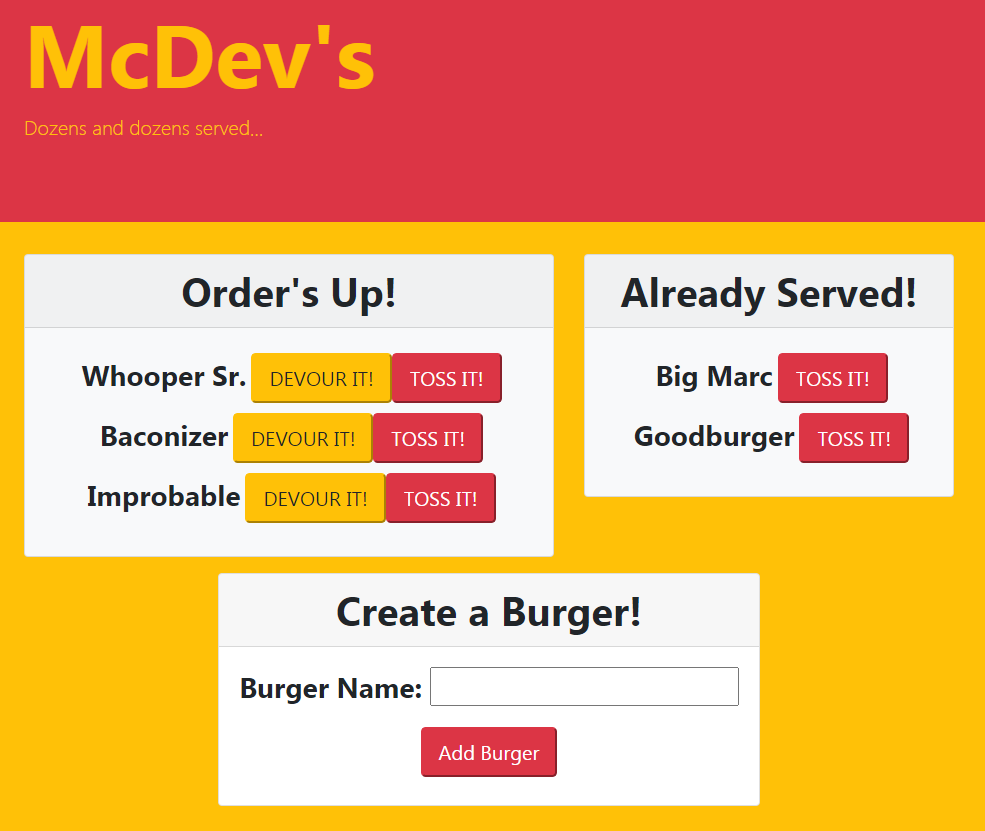 McDev's
Dozens and dozens served...
Order's Up!
Whooper Sr. DEVOUR IT! TOSS IT!
Baconizer DEVOUR IT! TOSS IT!
Improbable DEVOUR IT! TOSS IT!
Already Served!
Big Marc TOSS IT!
Goodburger TOSS IT!
Create a Burger!
Burger Name:
Add Burger